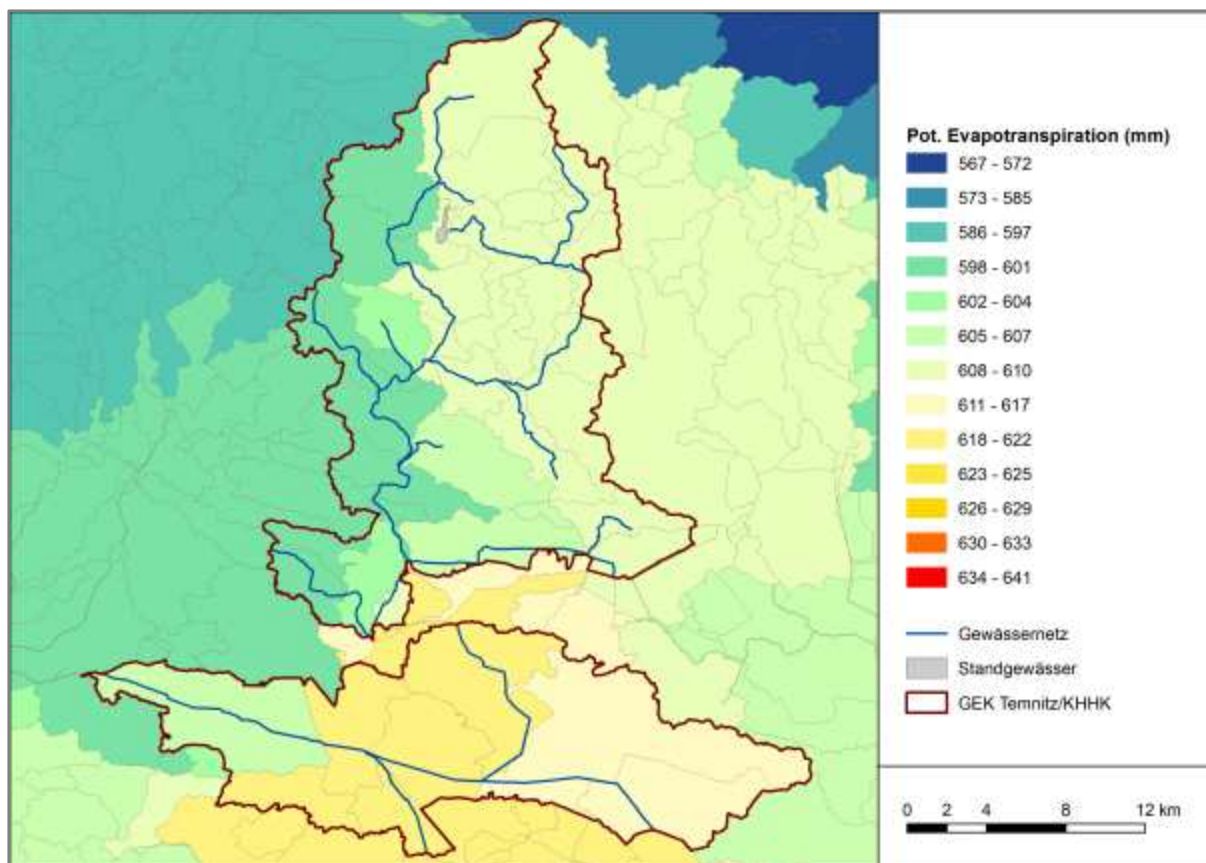 Pot. Evapotranspiration (mm)
567 - 572
573 - 585
586 - 597
598 - 601
602 - 604
605 - 607
608 - 610
611 - 617
618 - 622
623 - 625
626 - 629
630 - 633
634 - 641
Gewässernetz
Standgewässer
GEK Temnitz/KHHK
0 2 4 8 12 km